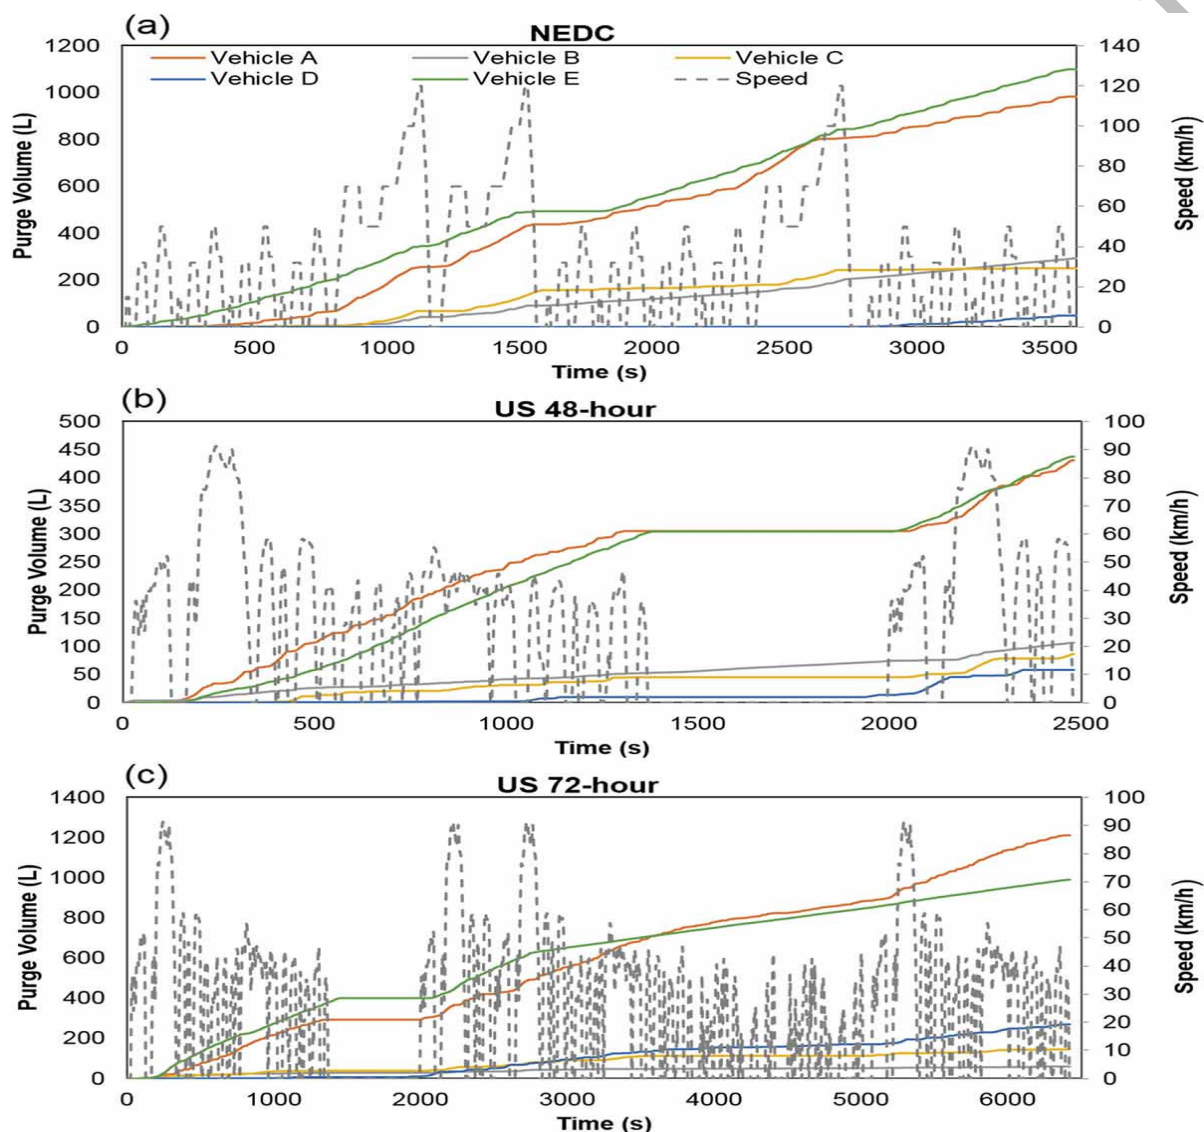 (a)
NEDC
Vehicle A Vehicle B Vehicle C
Vehicle D Vehicle E Speed
Purge Volume (L)
1200
1000
800
600
400
200
0
140
120
100
80
60
40
20
0
Speed (km/h)
0 500 1000 1500 2000 2500 3000 3500
Time (s)
(b)
US 48-hour
Purge Volume (L)
500
450
400
350
300
250
200
150
100
50
0
100
90
80
70
60
50
40
30
20
10
0
Speed (km/h)
0 500 1000 1500 2000 2500
Time (s)
(c)
US 72-hour
Purge Volume (L)
1400
1200
1000
800
600
400
200
0
100
90
80
70
60
50
40
30
20
10
0
Speed (km/h)
0 1000 2000 3000 4000 5000 6000
Time (s)